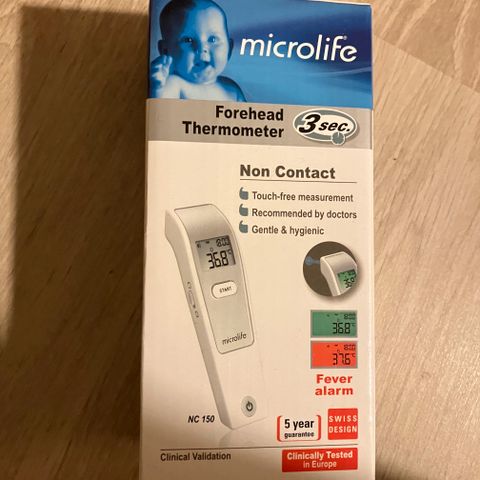 microlife®
Forehead
Thermometer
3 sec.
Non Contact
Touch-free measurement
Recommended by doctors
Gentle & hygienic
18:00
36.8°
START
microlife
NC 150
36.8°
37.6°
Fever
alarm
5 year
guarantee
SWISS
DESIGN
Clinical Validation
Clinically Tested
in Europe